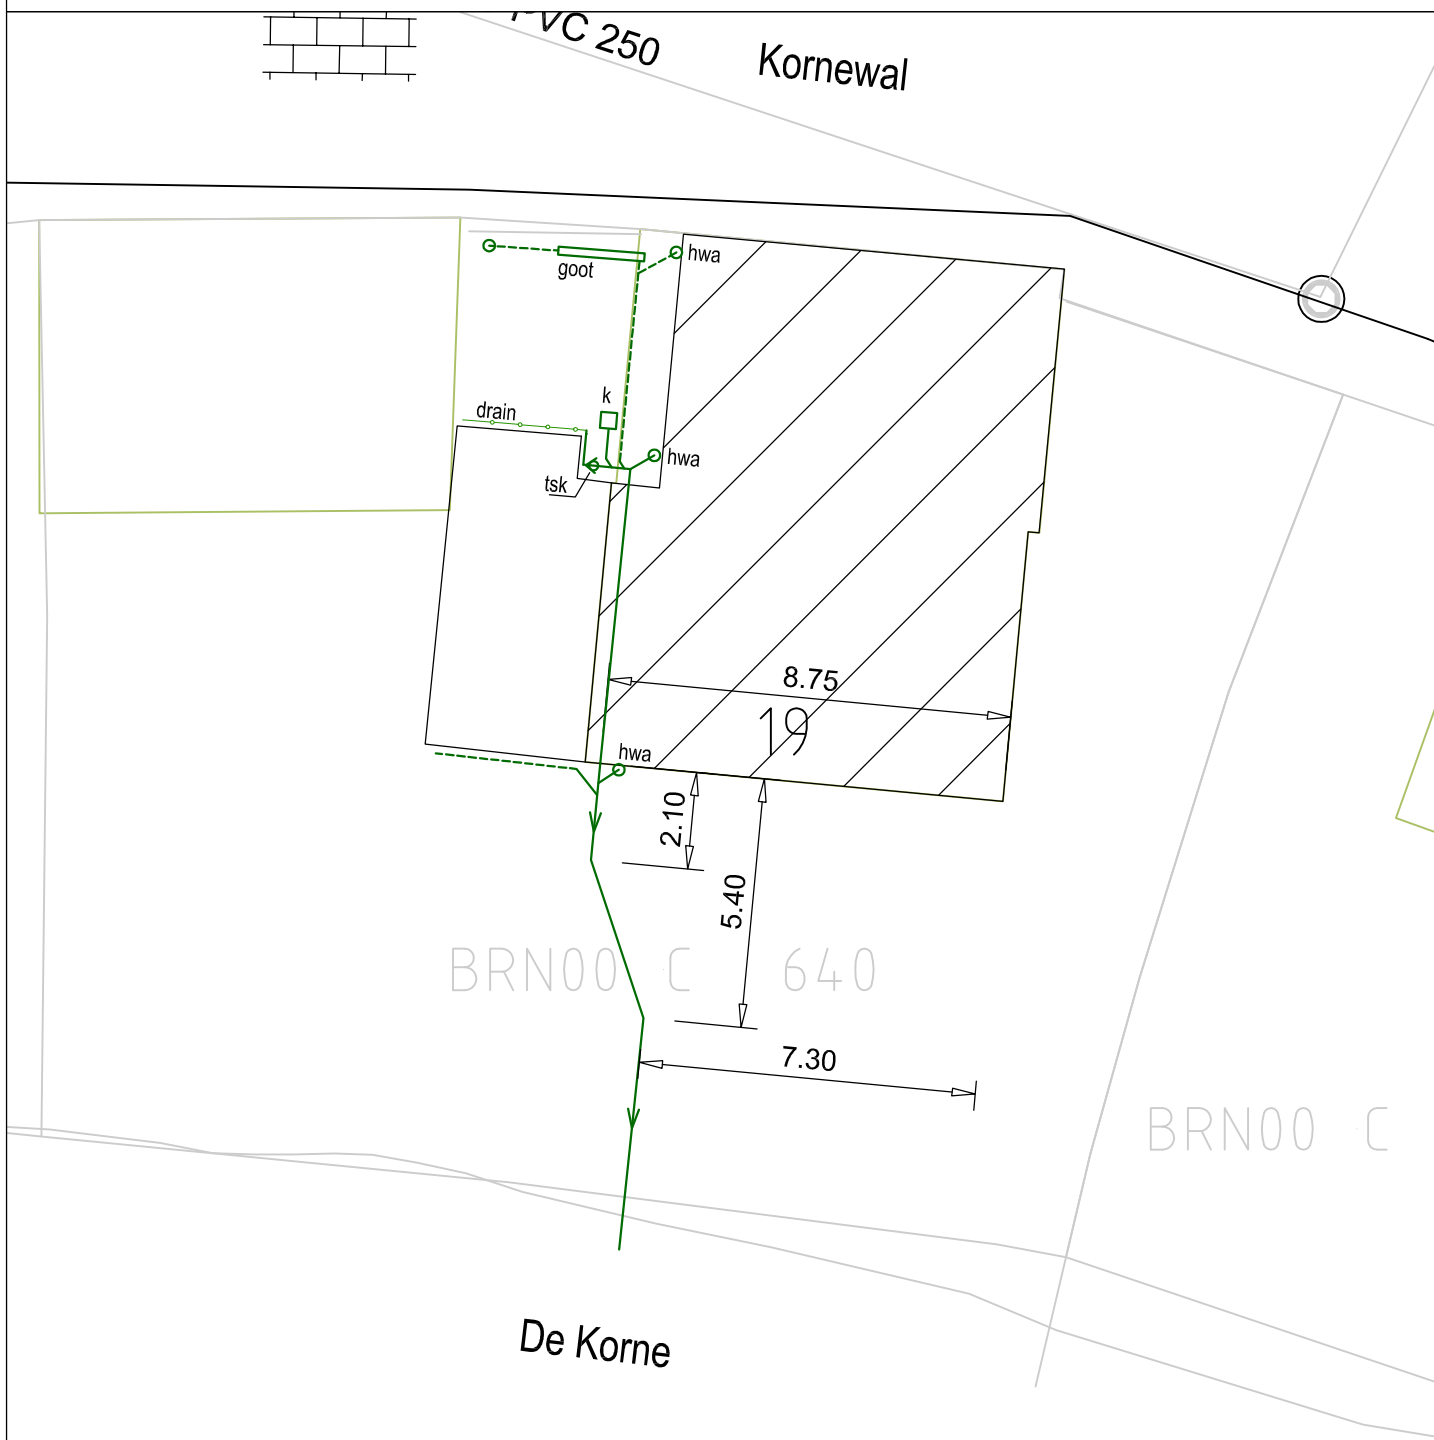 PVC 250
Kornewal
hwa
goot
k
drain
hwa
tsk
8.75
19
hwa
2.10
5.40
BRN00 C 640
7.30
BRN00 C
De Korne